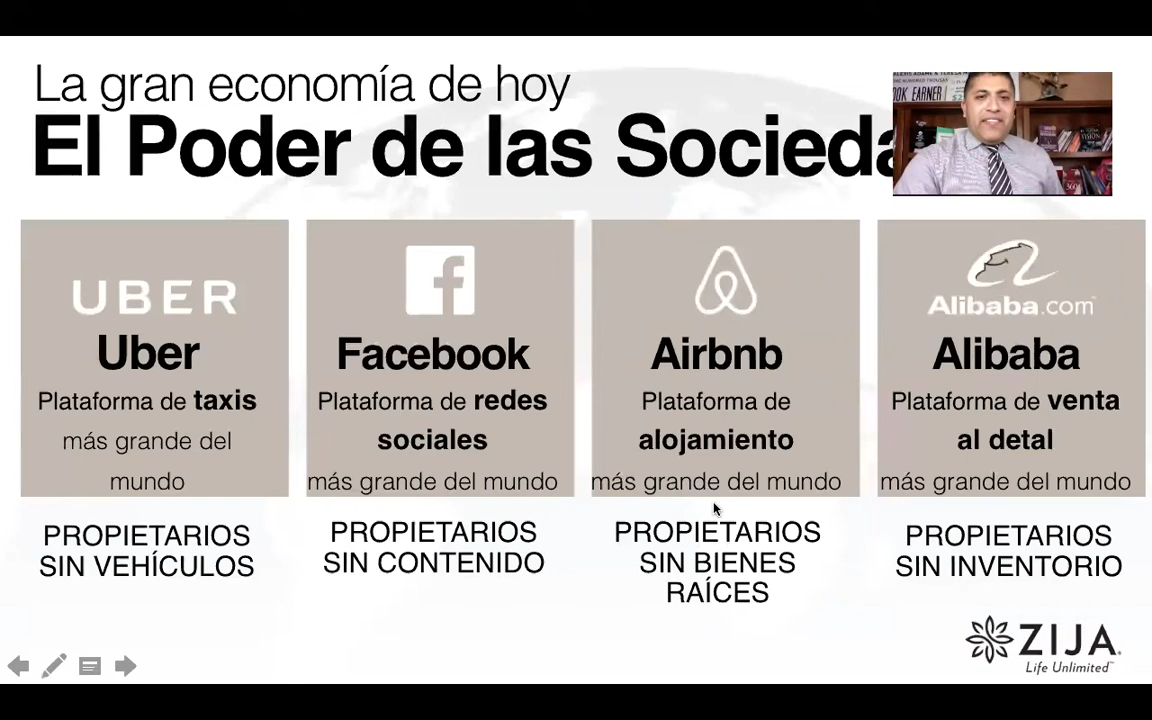 La gran economía de hoy
El Poder de las Socieda
OOK EARNER
UBER
Uber
Plataforma de taxis
más grande del
mundo
PROPIETARIOS
SIN VEHÍCULOS
Facebook
Plataforma de redes
sociales
más grande del mundo
PROPIETARIOS
SIN CONTENIDO
Airbnb
Plataforma de
alojamiento
más grande del mundo
PROPIETARIOS
SIN BIENES
RAÍCES
Alibaba.com
Alibaba
Plataforma de venta
al detal
más grande del mundo
PROPIETARIOS
SIN INVENTORIO
ZIJA
Life Unlimited™